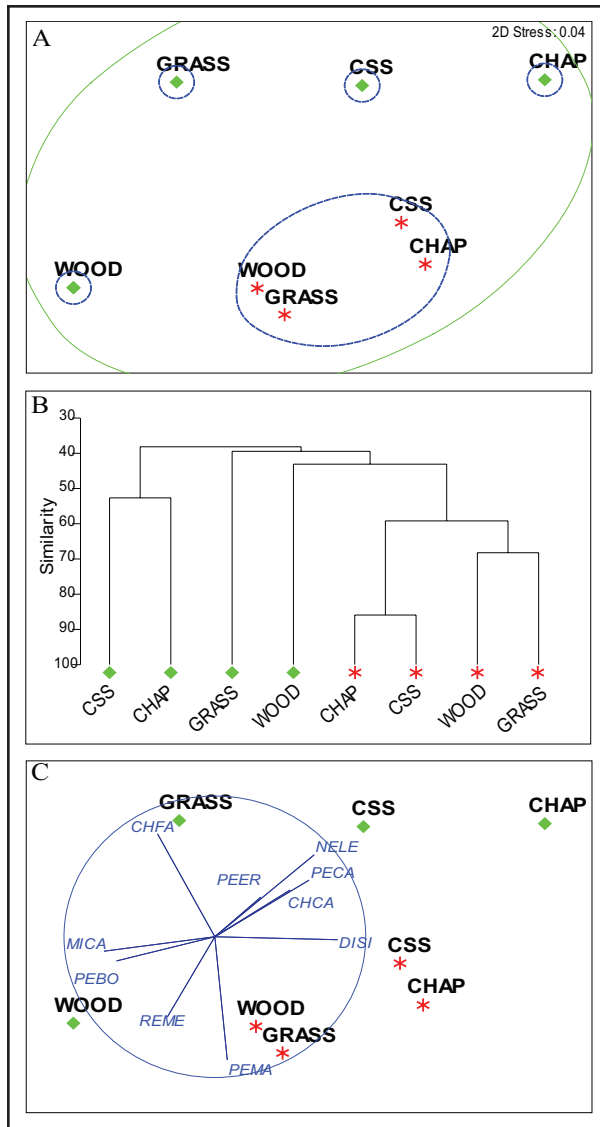 A
2D Stress: 0.04
GRASS
CSS
CHAP
CSS
CHAP
WOOD
WOOD
GRASS
B
30
40
50
60
70
80
90
100
Similarity
CSS
CHAP
GRASS
WOOD
CHAP
CSS
WOOD
GRASS
C
GRASS
CSS
CHAP
CHFA
NELE
PEER
PECA
CHCA
MICA
DISI
CSS
PEBO
WOOD
CHAP
REME
WOOD
GRASS
PEMA